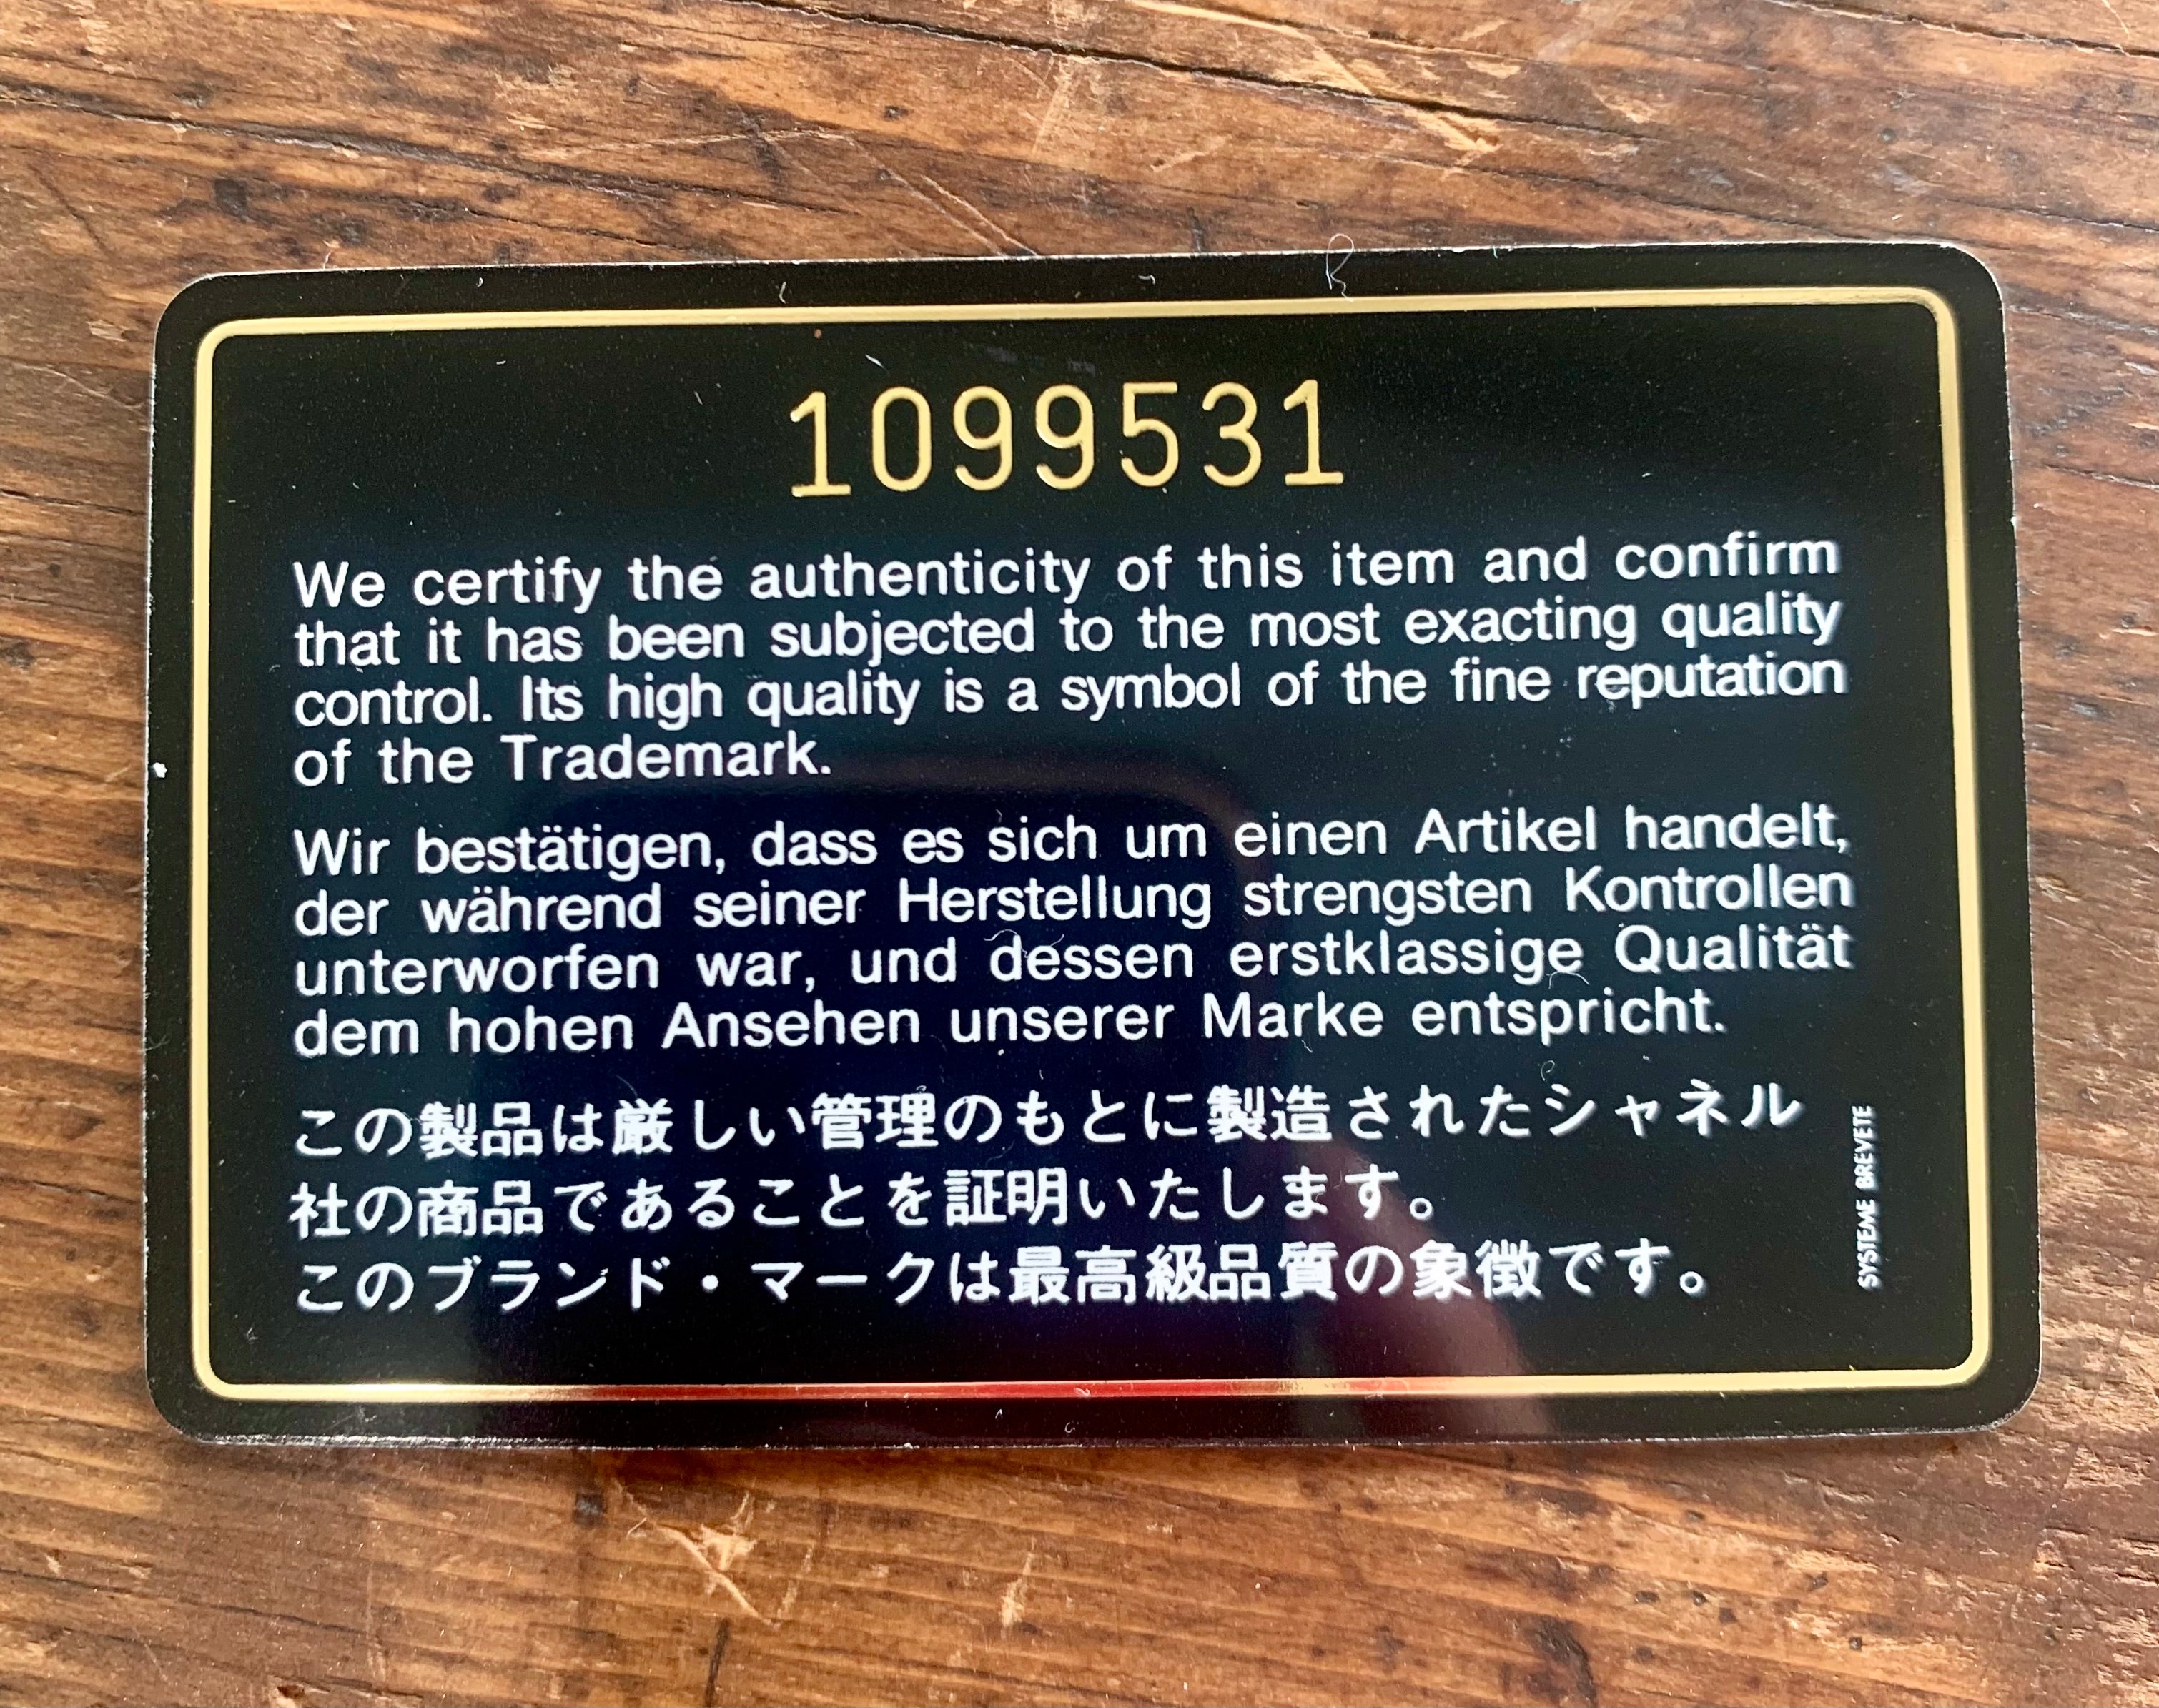 1099531
We certify the authenticity of this item and confirm
that it has been subjected to the most exacting quality
control. Its high quality is a symbol of the fine reputation
of the Trademark.
Wir bestätigen, dass es sich um einen Artikel handelt,
der während seiner Herstellung strengsten Kontrollen
unterworfen war, und dessen erstklassige Qualität
dem hohen Ansehen unserer Marke entspricht.
この製品は厳しい管理のもとに製造されたシャネル
社の商品であることを証明いたします。
このブランド・マークは最高級品質の象徴です。
SYSTEME BREVETE